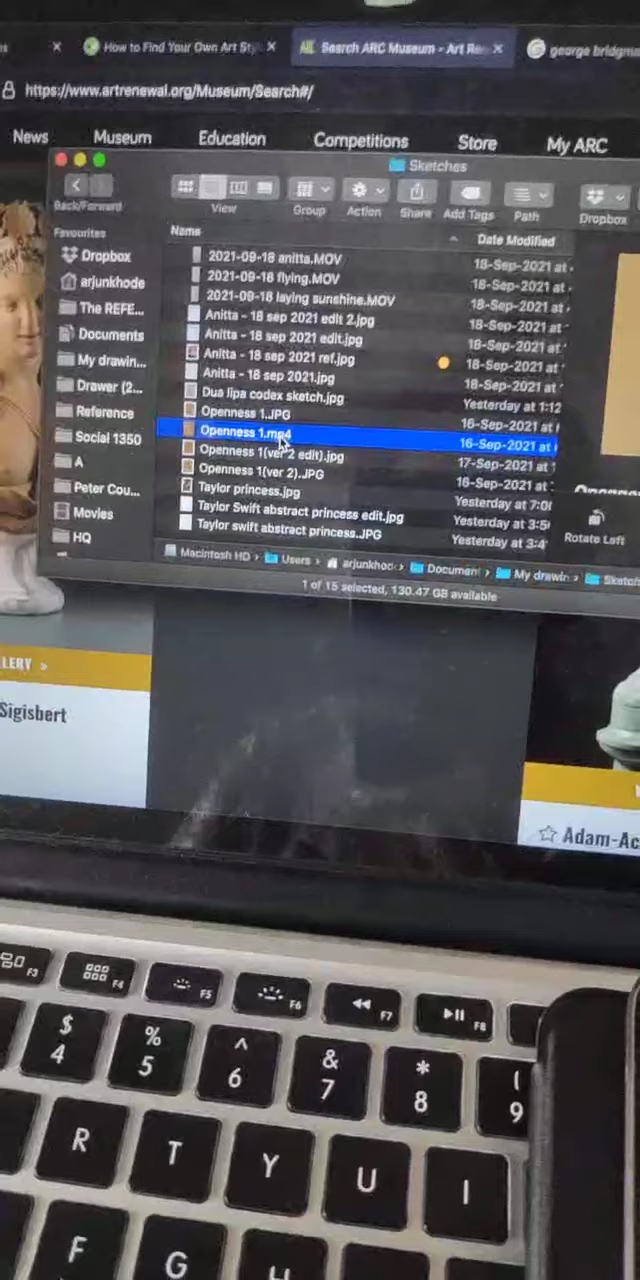 How to Find Your Own Art Sty
Search ARC Museum - Art Re
george bridgma
https://www.artrenewal.org/Museum/Search#/
News Museum Education Competitions Store My ARC
Sketches
Back/Forward View Group Action Share Add Tags Path Dropbox
Favourites
Dropbox
arjunkhode
The REFE...
Documents
My drawin...
Drawer (2...
Reference
Social 1350
A
Peter Cou...
Movies
HQ
Name Date Modified
2021-09-18 anitta.MOV 18-Sep-2021 at
2021-09-18 flying.MOV 18-Sep-2021 at
2021-09-18 laying sunshine.MOV 18-Sep-2021 at
Anitta - 18 sep 2021 edit 2.jpg 18-Sep-2021 at
Anitta - 18 sep 2021 edit.jpg 18-Sep-2021 at
Anitta - 18 sep 2021 ref.jpg 18-Sep-2021 at
Anitta - 18 sep 2021.jpg 18-Sep-2021 at
Dua lipa codex sketch.jpg Yesterday at 1:12
Openness 1.JPG 16-Sep-2021 at
Openness 1.mp4 16-Sep-2021 at
Openness 1(ver 2 edit).jpg 17-Sep-2021 at
Openness 1(ver 2).JPG 16-Sep-2021 at
Taylor princess.jpg Yesterday at 7:0
Taylor Swift abstract princess edit.jpg Yesterday at 3:5
Taylor swift abstract princess.JPG Yesterday at 3:4
Rotate Left
Macintosh HD › Users › arjunkhoc › Documen › My drawin › Sketch
1 of 15 selected, 130.47 GB available
LLERY >
Sigisbert
Adam-Ac
F3 F4 F5 F6 F7 F8
$ % ^ & * (
4 5 6 7 8 9
R T Y U I
F G H